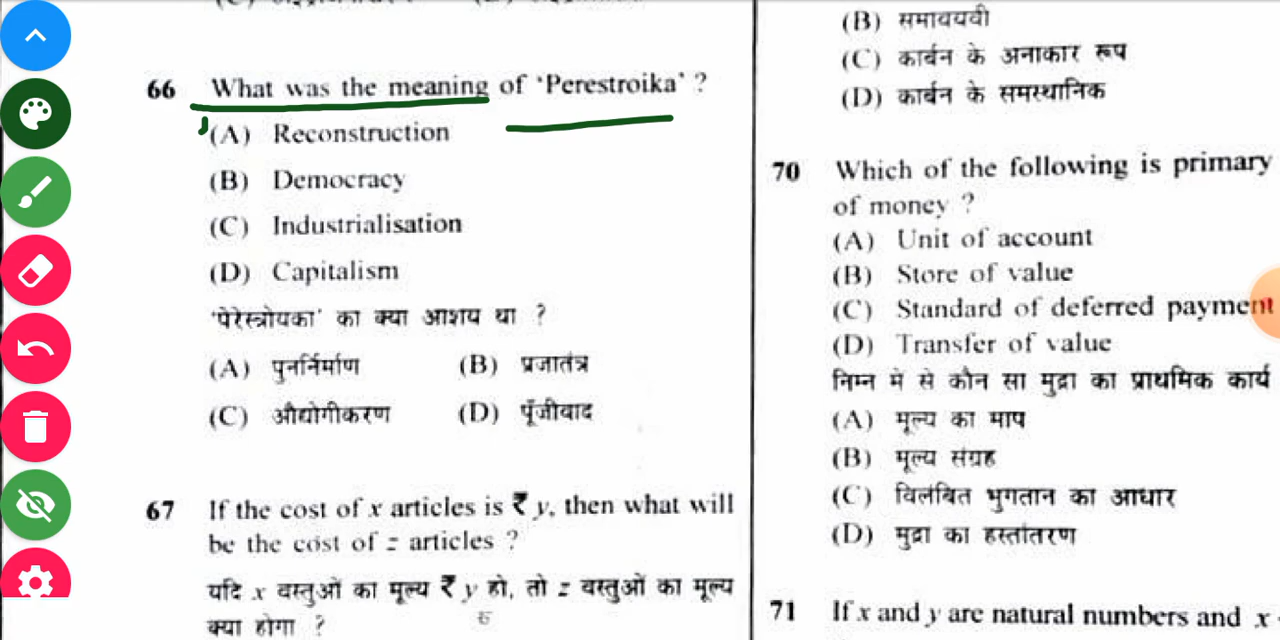 66 What was the meaning of ‘Perestroika’ ?
(A) Reconstruction
(B) Democracy
(C) Industrialisation
(D) Capitalism
‘पेरेस्त्रोयका’ का क्या आशय था ?
(A) पुनर्निर्माण (B) प्रजातंत्र
(C) औद्योगीकरण (D) पूँजीवाद
67 If the cost of x articles is ₹ y, then what will
be the cost of z articles ?
यदि x वस्तुओं का मूल्य ₹ y हो, तो z वस्तुओं का मूल्य
क्या होगा ?
(B) समावयवी
(C) कार्बन के अनाकार रूप
(D) कार्बन के समस्थानिक
70 Which of the following is primary
of money ?
(A) Unit of account
(B) Store of value
(C) Standard of deferred payment
(D) Transfer of value
निम्न में से कौन सा मुद्रा का प्राथमिक कार्य
(A) मूल्य का माप
(B) मूल्य संग्रह
(C) विलंबित भुगतान का आधार
(D) मुद्रा का हस्तांतरण
71 If x and y are natural numbers and x